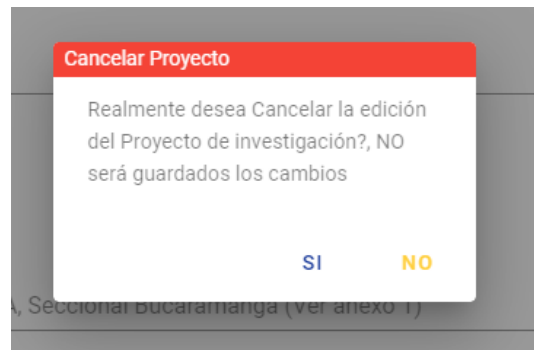 Cancelar Proyecto
Realmente desea Cancelar la edición
del Proyecto de investigación?, NO
será guardados los cambios
SI NO
, Seccional Bucaramanga (Ver anexo 1)